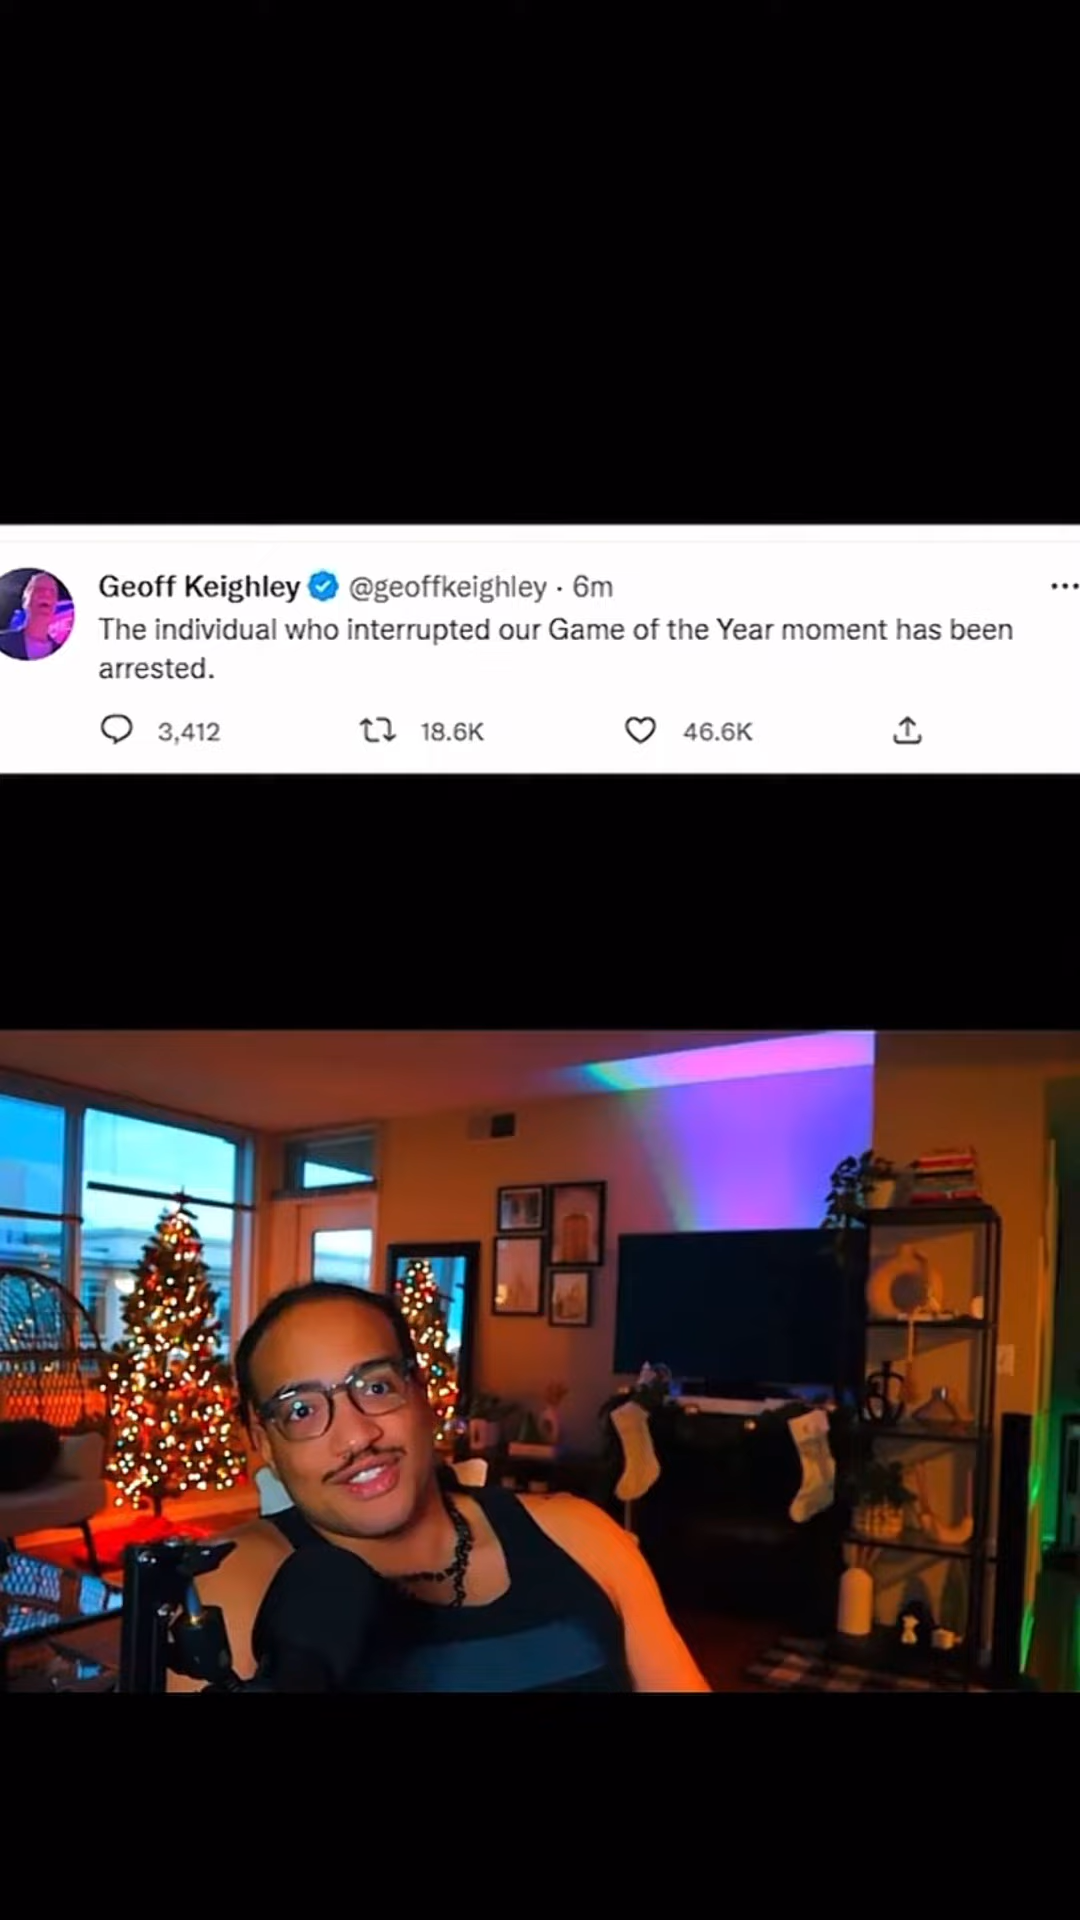 Geoff Keighley @geoffkeighley · 6m
The individual who interrupted our Game of the Year moment has been
arrested.
3,412 18.6K 46.6K